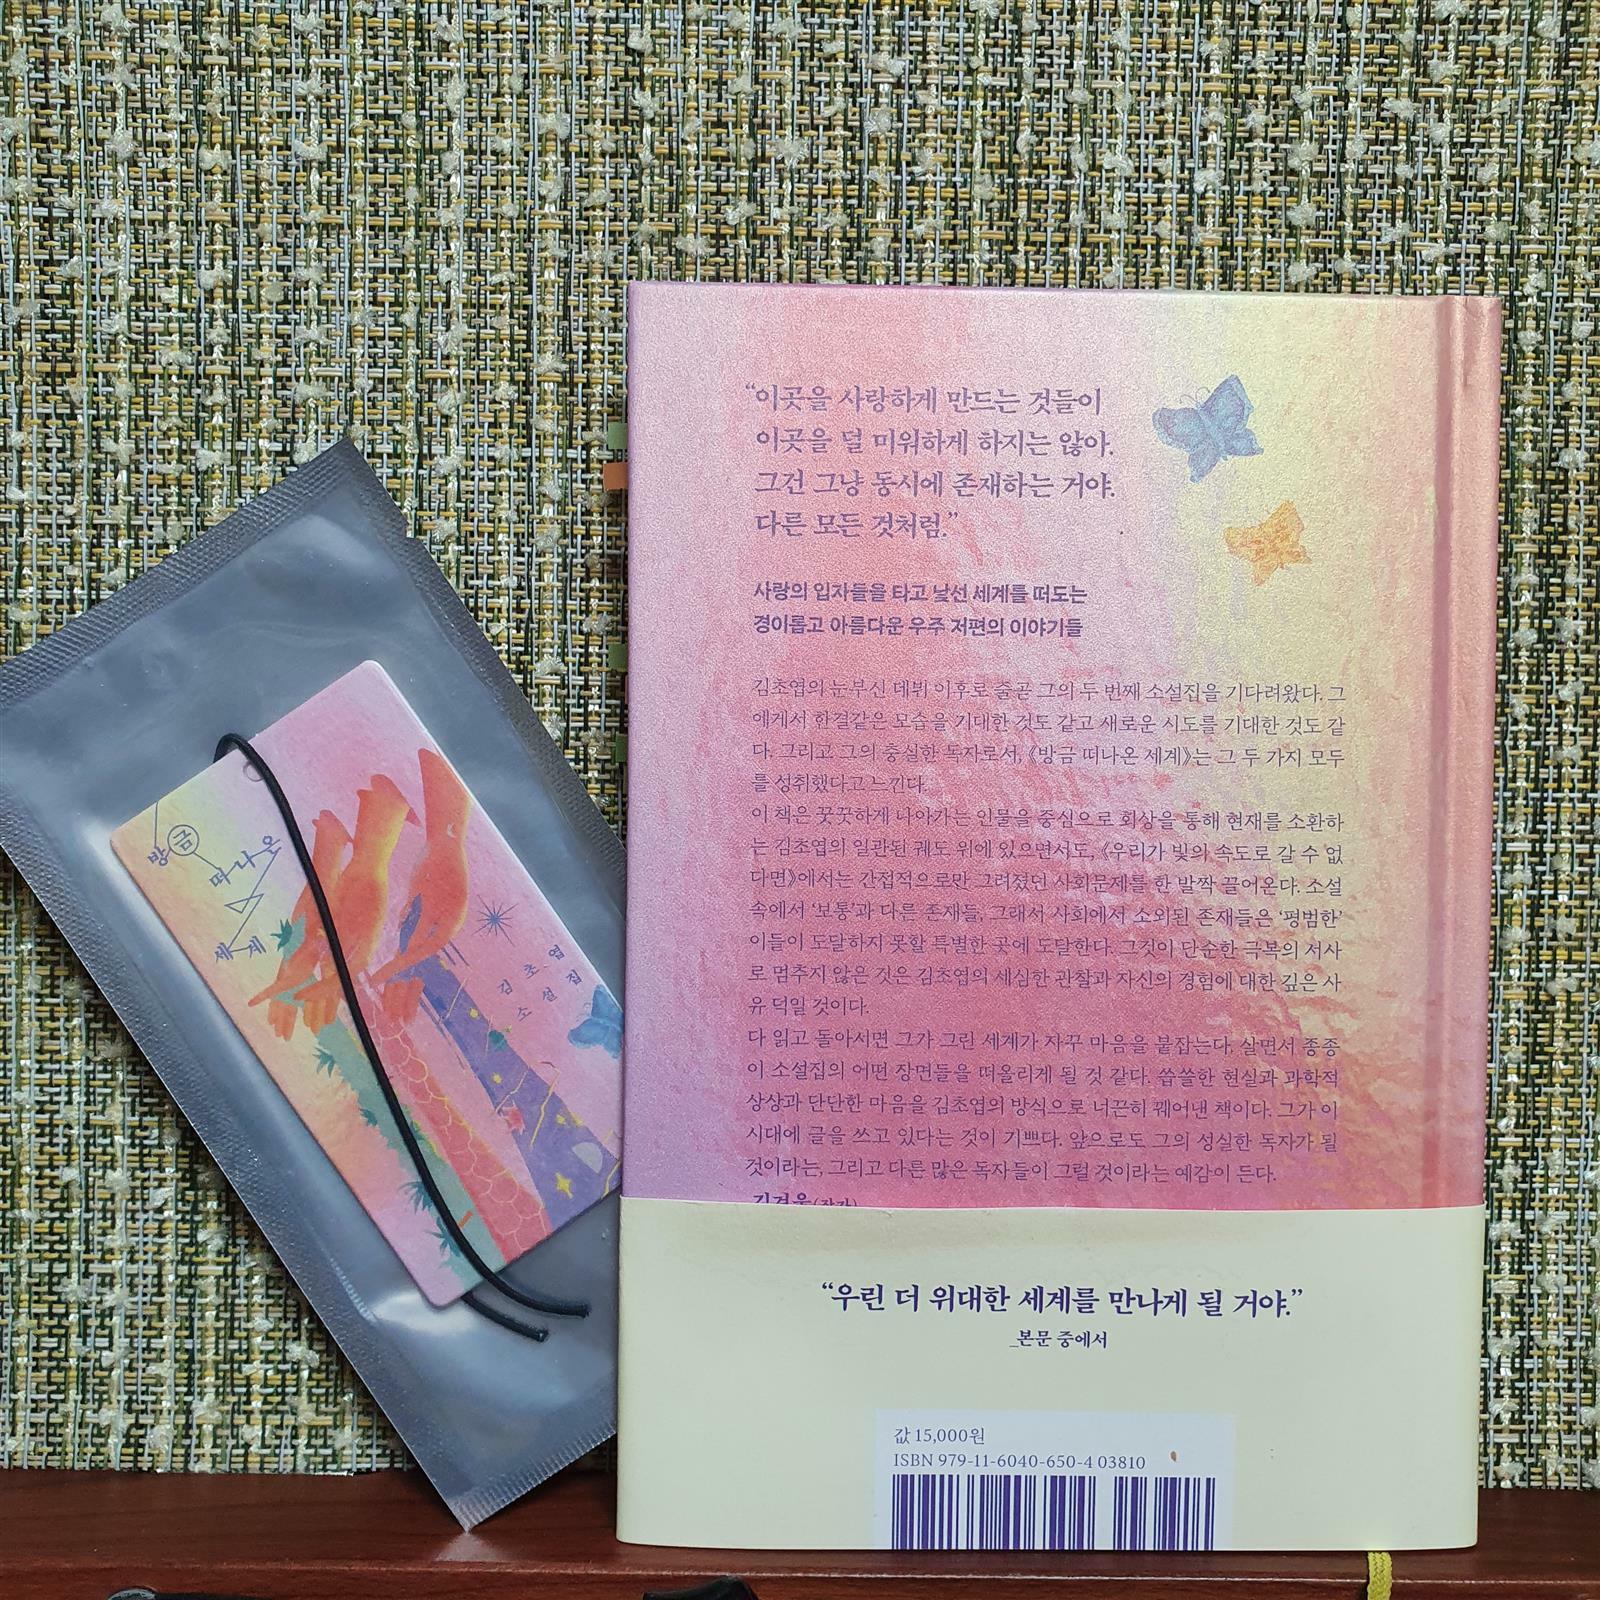 방금
떠나온
세계
김초엽
소설집
“이곳을 사랑하게 만드는 것들이
이곳을 덜 미워하게 하지는 않아.
그건 그냥 동시에 존재하는 거야.
다른 모든 것처럼.”
사랑의 입자들을 타고 낯선 세계를 떠도는
경이롭고 아름다운 우주 저편의 이야기들
김초엽의 눈부신 데뷔 이후로 줄곧 그의 두 번째 소설집을 기다려왔다. 그
에게서 한결같은 모습을 기대한 것도 같고 새로운 시도를 기대한 것도 같
다. 그리고 그의 충실한 독자로서, 《방금 떠나온 세계》는 그 두 가지 모두
를 성취했다고 느낀다.
이 책은 꿋꿋하게 나아가는 인물을 중심으로 회상을 통해 현재를 소환하
는 김초엽의 일관된 궤도 위에 있으면서도, 《우리가 빛의 속도로 갈 수 없
다면》에서는 간접적으로만 그려졌던 사회문제를 한 발짝 끌어온다. 소설
속에서 ‘보통’과 다른 존재들, 그래서 사회에서 소외된 존재들은 ‘평범한’
이들이 도달하지 못할 특별한 곳에 도달한다. 그것이 단순한 극복의 서사
로 멈추지 않은 것은 김초엽의 세심한 관찰과 자신의 경험에 대한 깊은 사
유 덕일 것이다.
다 읽고 돌아서면 그가 그린 세계가 자꾸 마음을 붙잡는다. 살면서 종종
이 소설집의 어떤 장면들을 떠올리게 될 것 같다. 씁쓸한 현실과 과학적
상상과 단단한 마음을 김초엽의 방식으로 너끈히 꿰어낸 책이다. 그가 이
시대에 글을 쓰고 있다는 것이 기쁘다. 앞으로도 그의 성실한 독자가 될
것이라는, 그리고 다른 많은 독자들이 그럴 것이라는 예감이 든다.
“우린 더 위대한 세계를 만나게 될 거야.”
_본문 중에서
값 15,000원
ISBN 979-11-6040-650-4 03810